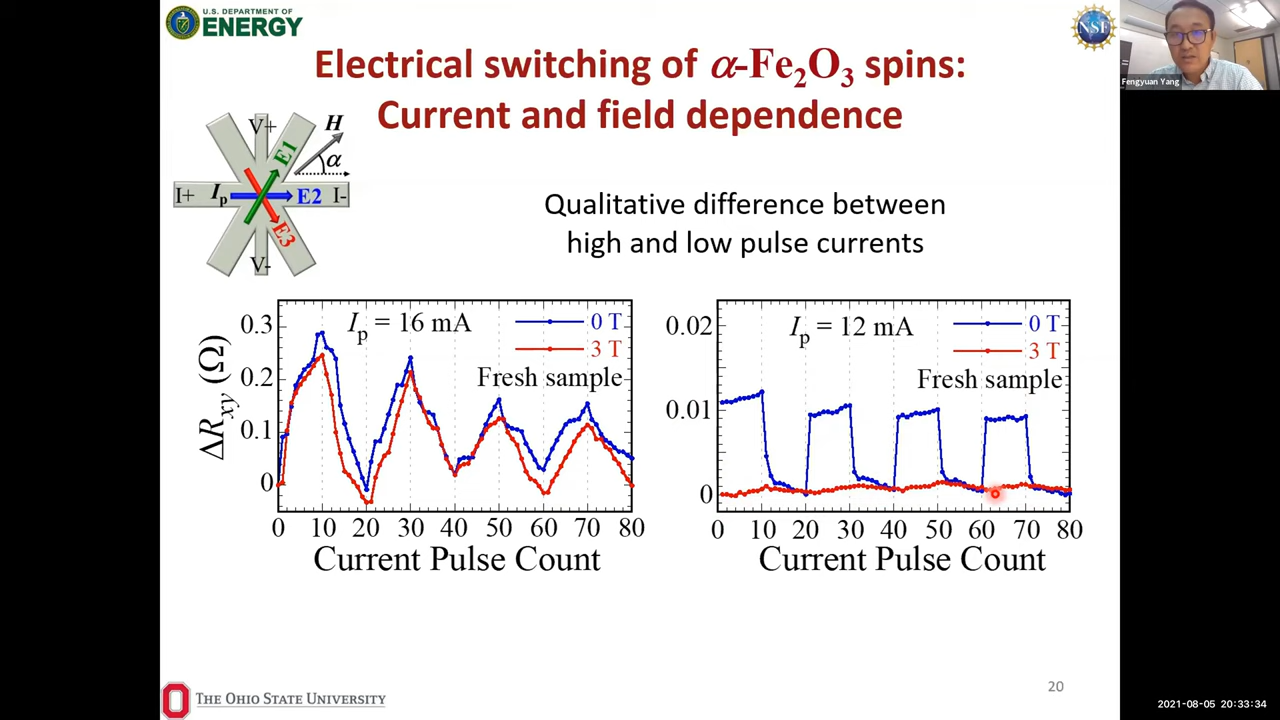 U.S. DEPARTMENT OF
ENERGY
NSF
Fengyuan Yang
Electrical switching of α-Fe₂O₃ spins:
Current and field dependence
V+
H
E1
α
I+
Iₚ
E2
I-
E3
V-
Qualitative difference between
high and low pulse currents
Iₚ = 16 mA
0 T
3 T
Fresh sample
ΔRxy (Ω)
0.3
0.2
0.1
0
0 10 20 30 40 50 60 70 80
Current Pulse Count
Iₚ = 12 mA
0 T
3 T
Fresh sample
0.02
0.01
0
0 10 20 30 40 50 60 70 80
Current Pulse Count
THE OHIO STATE UNIVERSITY
20
2021-08-05 20:33:34